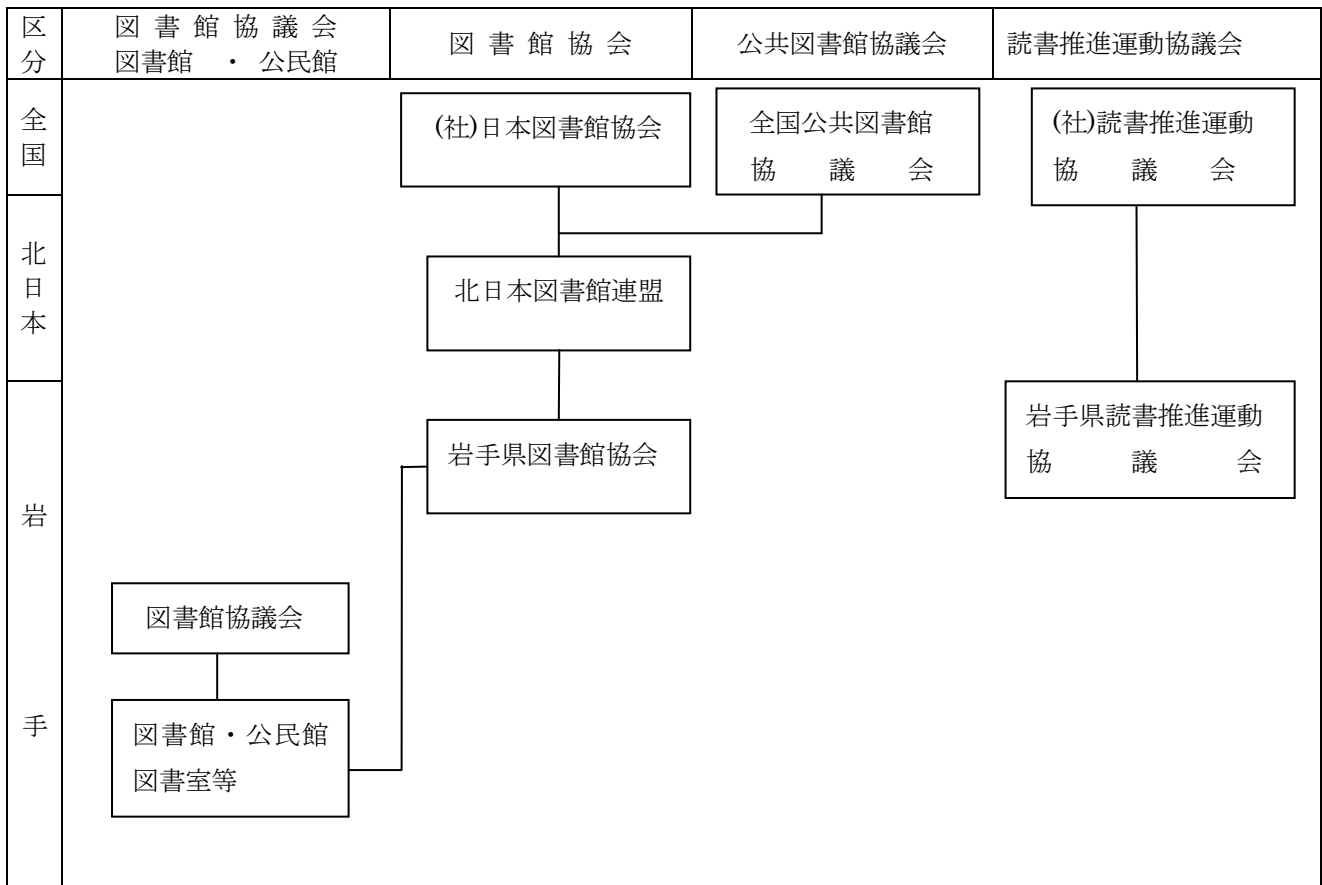 区分
図書館協議会
図書館 ・ 公民館
図書館協会
公共図書館協議会
読書推進運動協議会
全国
(社)日本図書館協会
全国公共図書館
協議会
(社)読書推進運動
協議会
北日本
北日本図書館連盟
岩手
岩手県図書館協会
岩手県読書推進運動
協議会
図書館協議会
図書館・公民館
図書室等